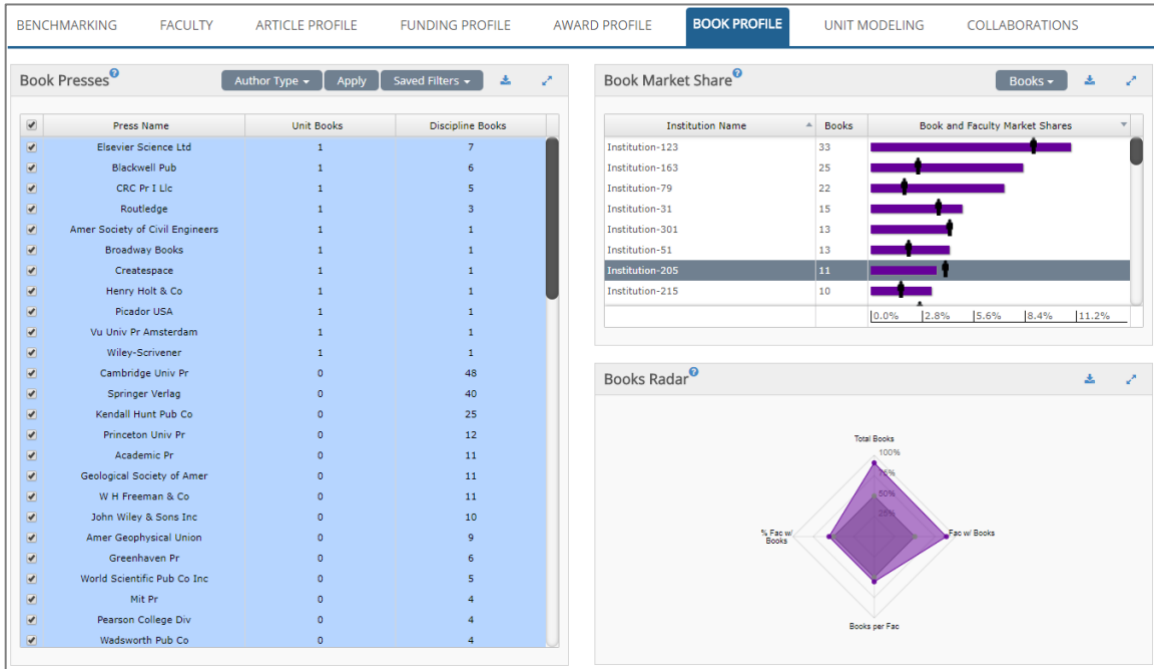 BENCHMARKING FACULTY ARTICLE PROFILE FUNDING PROFILE AWARD PROFILE BOOK PROFILE UNIT MODELING COLLABORATIONS
Book Presses ? Author Type Apply Saved Filters
Press Name Unit Books Discipline Books
Elsevier Science Ltd 1 7
Blackwell Pub 1 6
CRC Pr I Llc 1 5
Routledge 1 3
Amer Society of Civil Engineers 1 1
Broadway Books 1 1
Createspace 1 1
Henry Holt & Co 1 1
Picador USA 1 1
Vu Univ Pr Amsterdam 1 1
Wiley-Scrivener 1 1
Cambridge Univ Pr 0 48
Springer Verlag 0 40
Kendall Hunt Pub Co 0 25
Princeton Univ Pr 0 12
Academic Pr 0 11
Geological Society of Amer 0 11
W H Freeman & Co 0 11
John Wiley & Sons Inc 0 10
Amer Geophysical Union 0 9
Greenhaven Pr 0 6
World Scientific Pub Co Inc 0 5
Mit Pr 0 4
Pearson College Div 0 4
Wadsworth Pub Co 0 4
Book Market Share ? Books
Institution Name Books Book and Faculty Market Shares
Institution-123 33
Institution-163 25
Institution-79 22
Institution-31 15
Institution-301 13
Institution-51 13
Institution-205 11
Institution-215 10
0.0% 2.8% 5.6% 8.4% 11.2%
Books Radar ?
Total Books
100%
75%
50%
25%
% Fac w/
Books
Fac w/ Books
Books per Fac